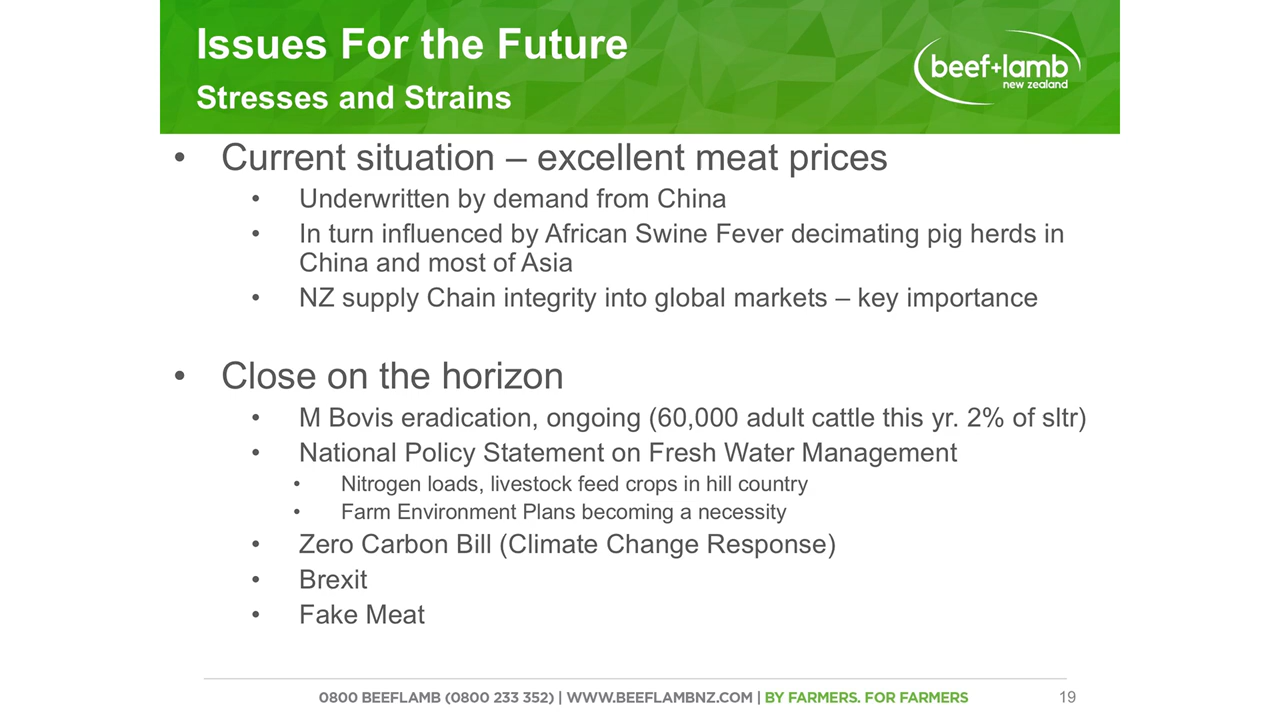 Issues For the Future
Stresses and Strains
beef+lamb
new zealand
• Current situation – excellent meat prices
• Underwritten by demand from China
• In turn influenced by African Swine Fever decimating pig herds in
China and most of Asia
• NZ supply Chain integrity into global markets – key importance
• Close on the horizon
• M Bovis eradication, ongoing (60,000 adult cattle this yr. 2% of sltr)
• National Policy Statement on Fresh Water Management
• Nitrogen loads, livestock feed crops in hill country
• Farm Environment Plans becoming a necessity
• Zero Carbon Bill (Climate Change Response)
• Brexit
• Fake Meat
0800 BEEFLAMB (0800 233 352) | WWW.BEEFLAMBNZ.COM | BY FARMERS. FOR FARMERS
19